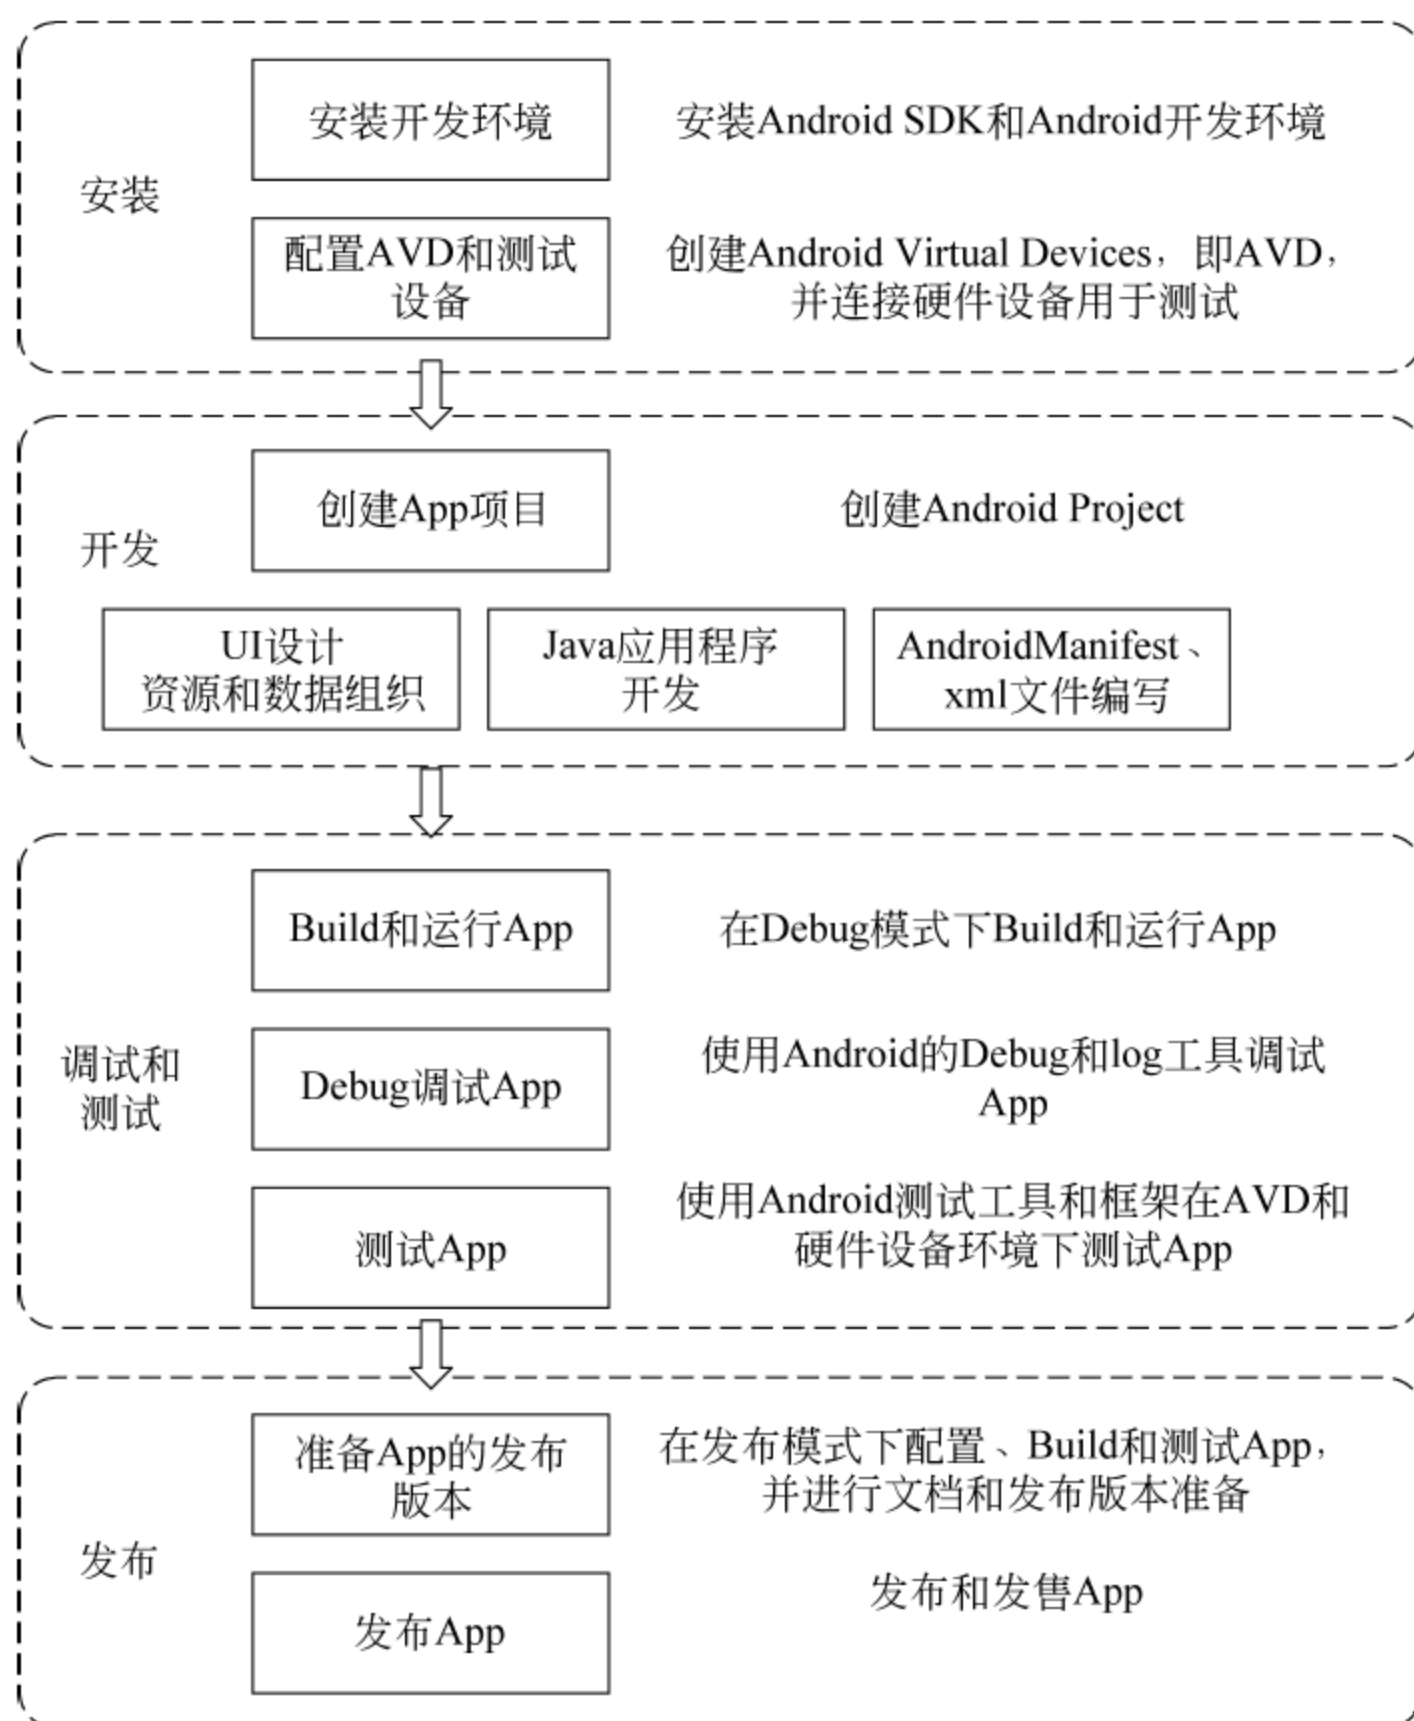 安装
安装开发环境
安装Android SDK和Android开发环境
配置AVD和测试
设备
创建Android Virtual Devices，即AVD，
并连接硬件设备用于测试
开发
创建App项目
创建Android Project
UI设计
资源和数据组织
Java应用程序
开发
AndroidManifest、
xml文件编写
调试和
测试
Build和运行App
在Debug模式下Build和运行App
Debug调试App
使用Android的Debug和log工具调试
App
测试App
使用Android测试工具和框架在AVD和
硬件设备环境下测试App
发布
准备App的发布
版本
在发布模式下配置、Build和测试App，
并进行文档和发布版本准备
发布App
发布和发售App